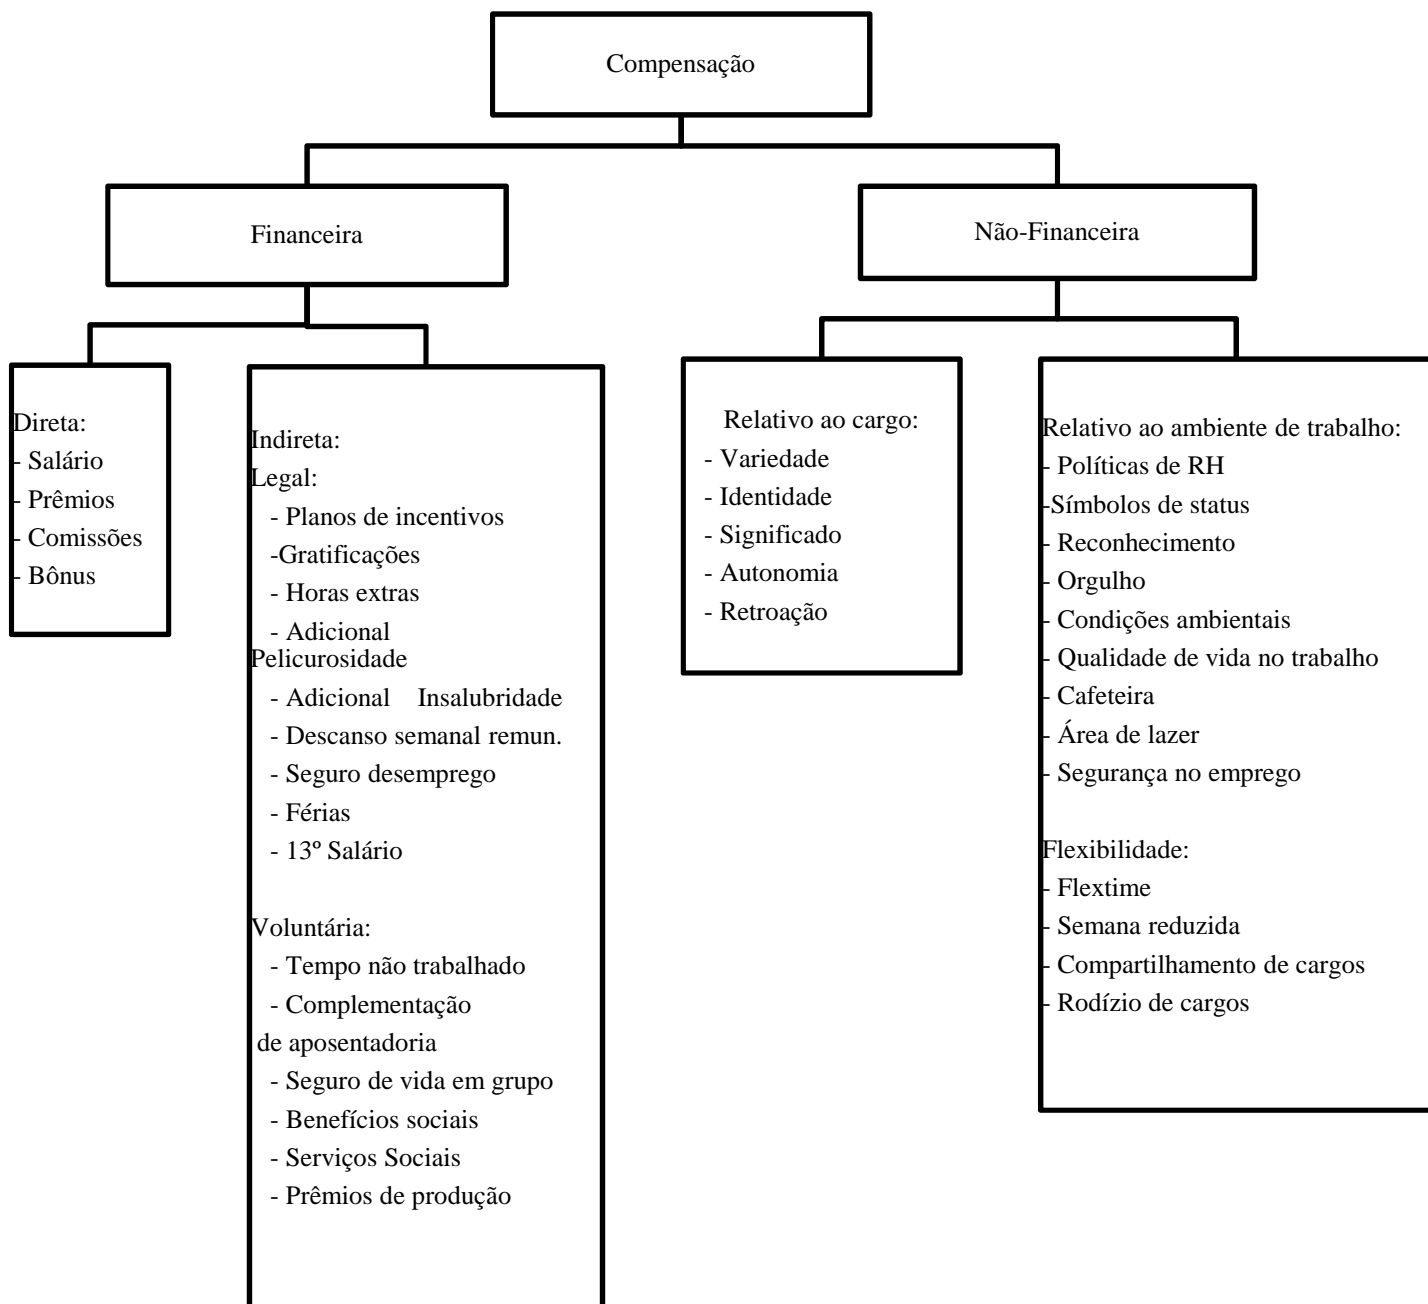 Compensação
Financeira
Não-Financeira
Direta:
- Salário
- Prêmios
- Comissões
- Bônus
Indireta:
Legal:
- Planos de incentivos
-Gratificações
- Horas extras
- Adicional
Pelicurosidade
- Adicional Insalubridade
- Descanso semanal remun.
- Seguro desemprego
- Férias
- 13º Salário
Voluntária:
- Tempo não trabalhado
- Complementação
de aposentadoria
- Seguro de vida em grupo
- Benefícios sociais
- Serviços Sociais
- Prêmios de produção
Relativo ao cargo:
- Variedade
- Identidade
- Significado
- Autonomia
- Retroação
Relativo ao ambiente de trabalho:
- Políticas de RH
-Símbolos de status
- Reconhecimento
- Orgulho
- Condições ambientais
- Qualidade de vida no trabalho
- Cafeteira
- Área de lazer
- Segurança no emprego
Flexibilidade:
- Flextime
- Semana reduzida
- Compartilhamento de cargos
- Rodízio de cargos